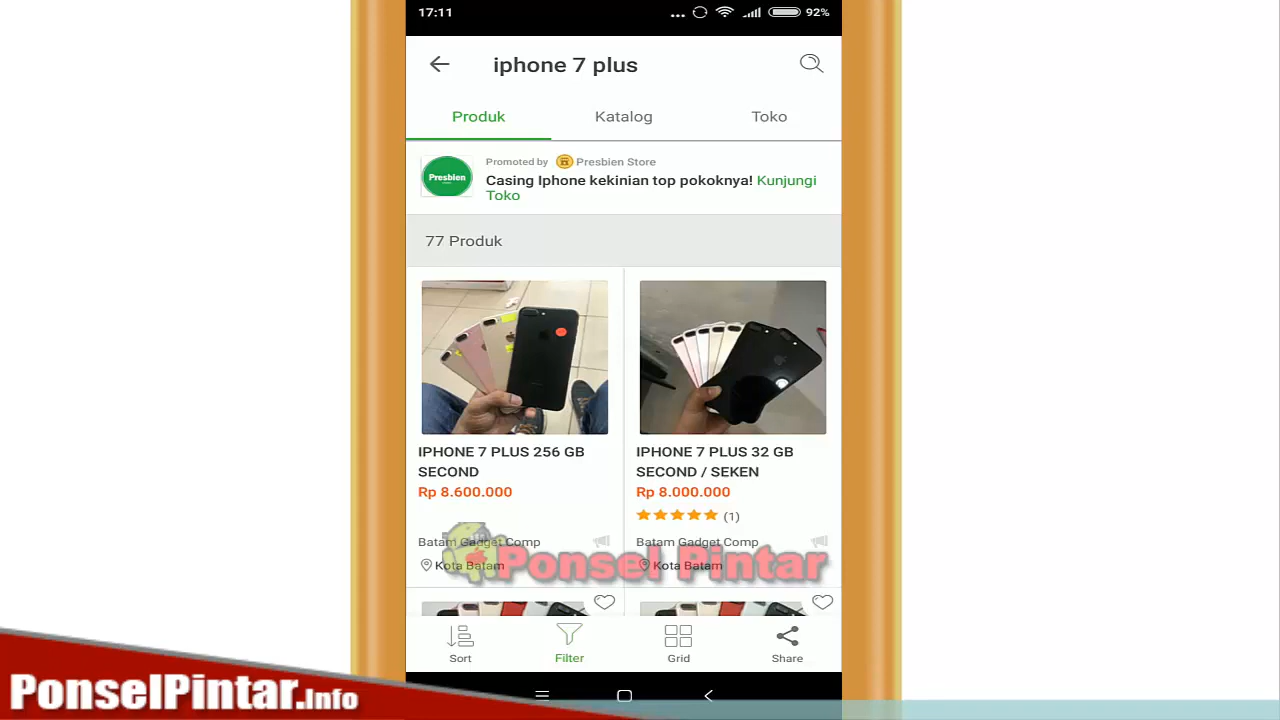 17:11
92%
iphone 7 plus
Produk
Katalog
Toko
Promoted by Presbien Store
Presbien
Casing Iphone kekinian top pokoknya! Kunjungi
Toko
77 Produk
IPHONE 7 PLUS 256 GB
SECOND
Rp 8.600.000
Batam Gadget Comp
Kota Batam
IPHONE 7 PLUS 32 GB
SECOND / SEKEN
Rp 8.000.000
(1)
Batam Gadget Comp
Kota Batam
Ponsel Pintar
Sort
Filter
Grid
Share
PonselPintar.Info